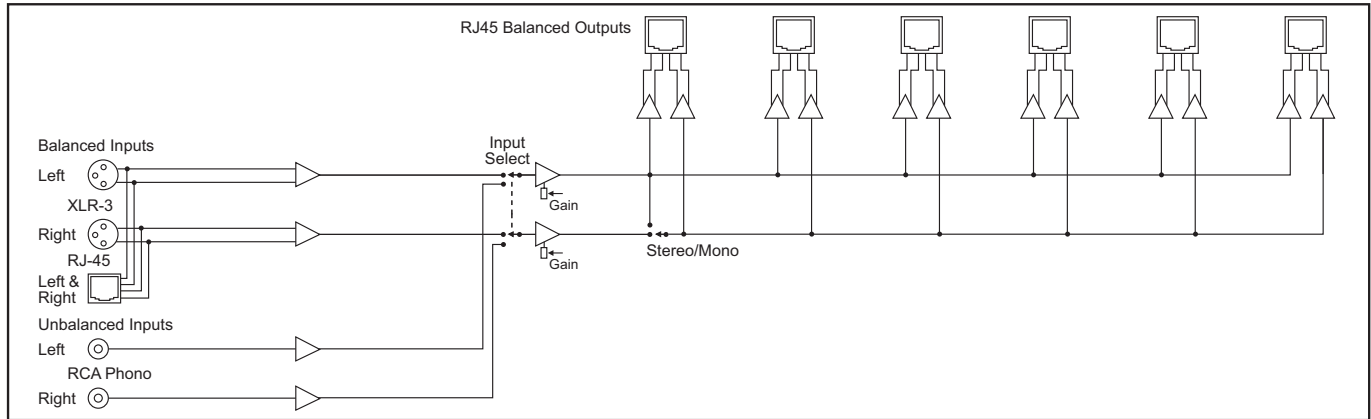 RJ45 Balanced Outputs
Balanced Inputs
Left
XLR-3
Right
RJ-45
Left &
Right
Unbalanced Inputs
Left
RCA Phono
Right
Input
Select
Gain
Gain
Stereo/Mono